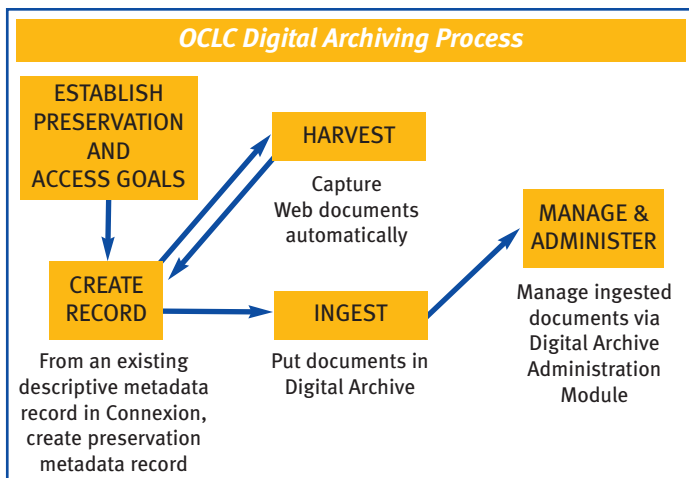 OCLC Digital Archiving Process
ESTABLISH
PRESERVATION
AND
ACCESS GOALS
HARVEST
Capture
Web documents
automatically
CREATE
RECORD
From an existing
descriptive metadata
record in Connexion,
create preservation
metadata record
INGEST
Put documents in
Digital Archive
MANAGE &
ADMINISTER
Manage ingested
documents via
Digital Archive
Administration
Module